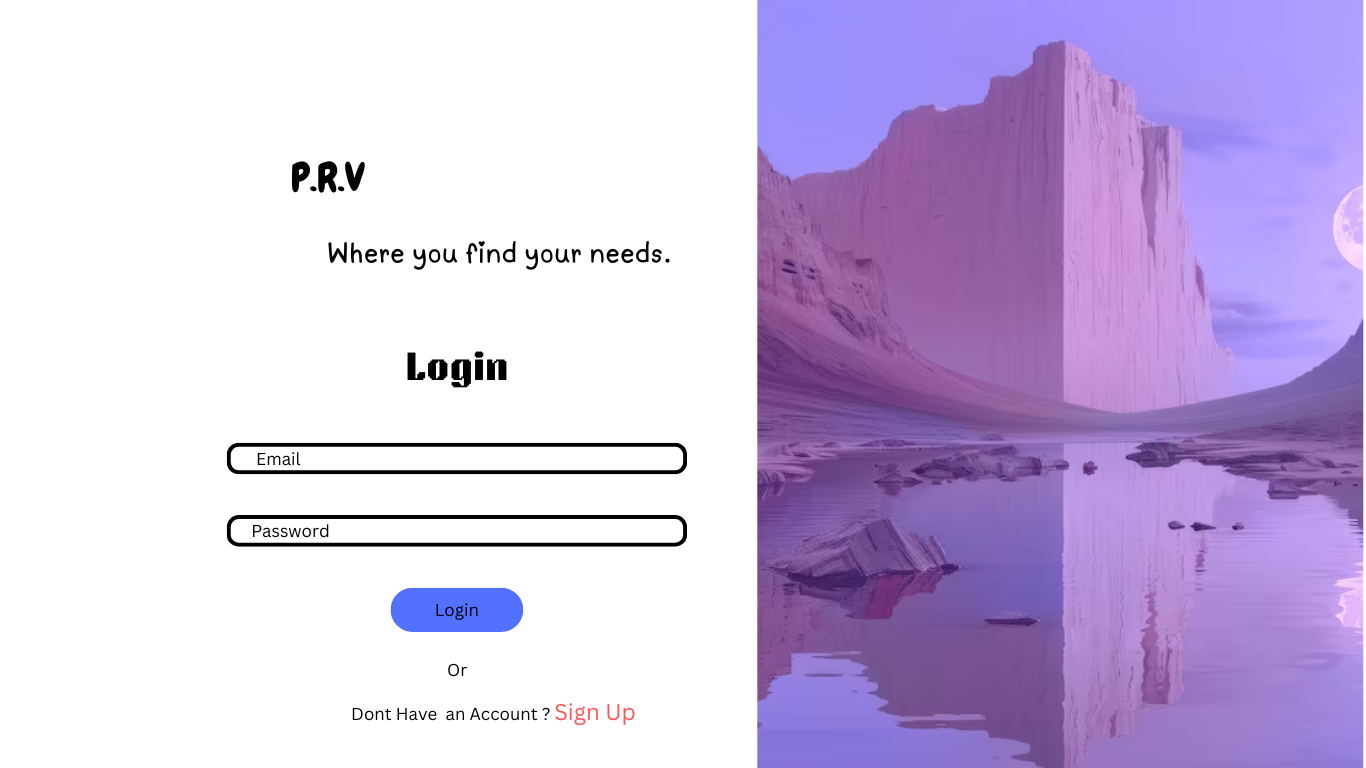 P.R.V
Where you find your needs.
Login
Email
Password
Login
Or
Dont Have an Account ? Sign Up